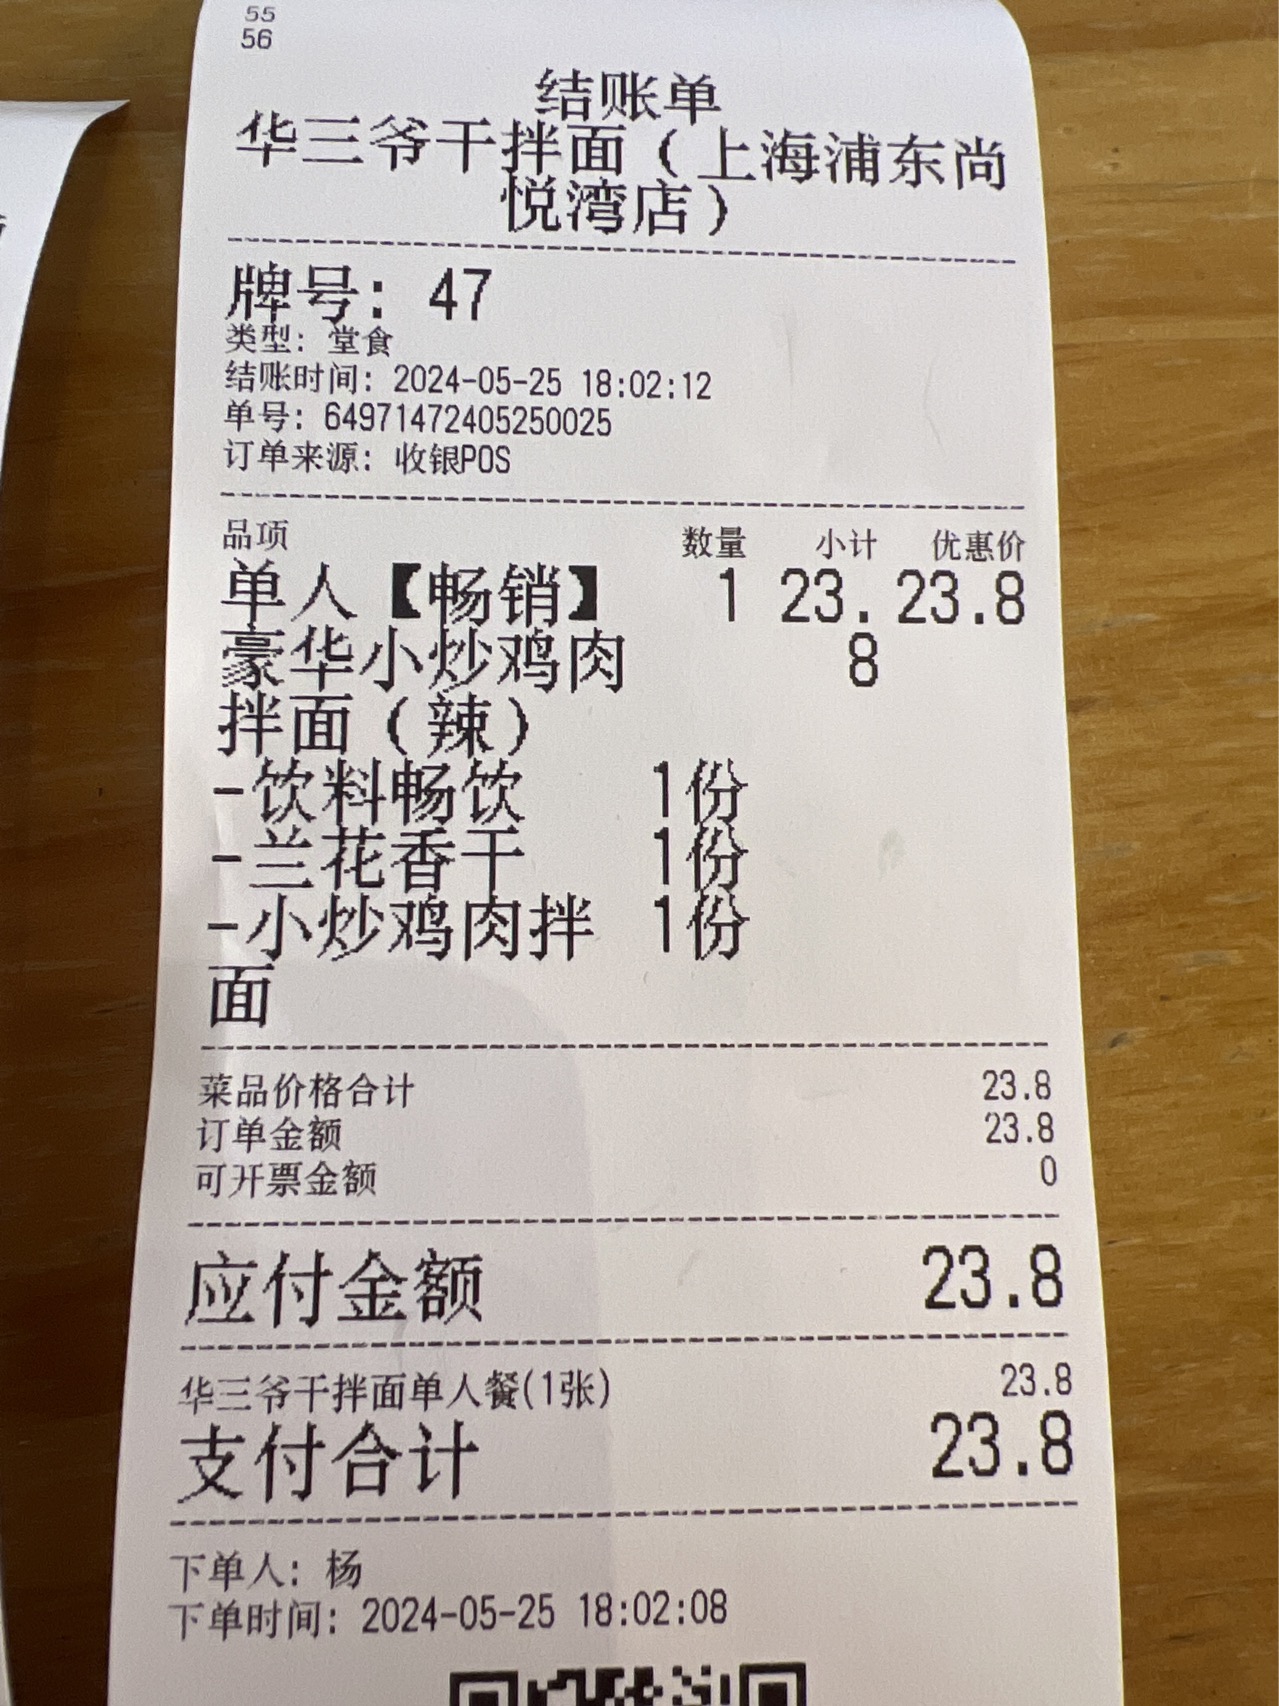 55
56
结账单
华三爷干拌面（上海浦东尚
悦湾店）
牌号：47
类型：堂食
结账时间：2024-05-25 18:02:12
单号：64971472405250025
订单来源：收银POS
品项 数量 小计 优惠价
单人【畅销】 1 23. 23.8
豪华小炒鸡肉 8
拌面（辣）
-饮料畅饮 1份
-兰花香干 1份
-小炒鸡肉拌 1份
面
菜品价格合计 23.8
订单金额 23.8
可开票金额 0
应付金额 23.8
华三爷干拌面单人餐(1张) 23.8
支付合计 23.8
下单人：杨
下单时间：2024-05-25 18:02:08